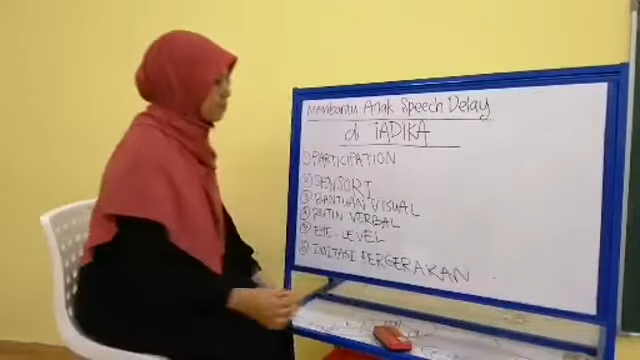 Membantu Anak Speech Delay
di TADIKA
① PARTICIPATION
② SENSORI
③ BANTUAN VISUAL
④ RUTIN VERBAL
⑤ EYE-LEVEL
⑥ IMITASI PERGERAKAN